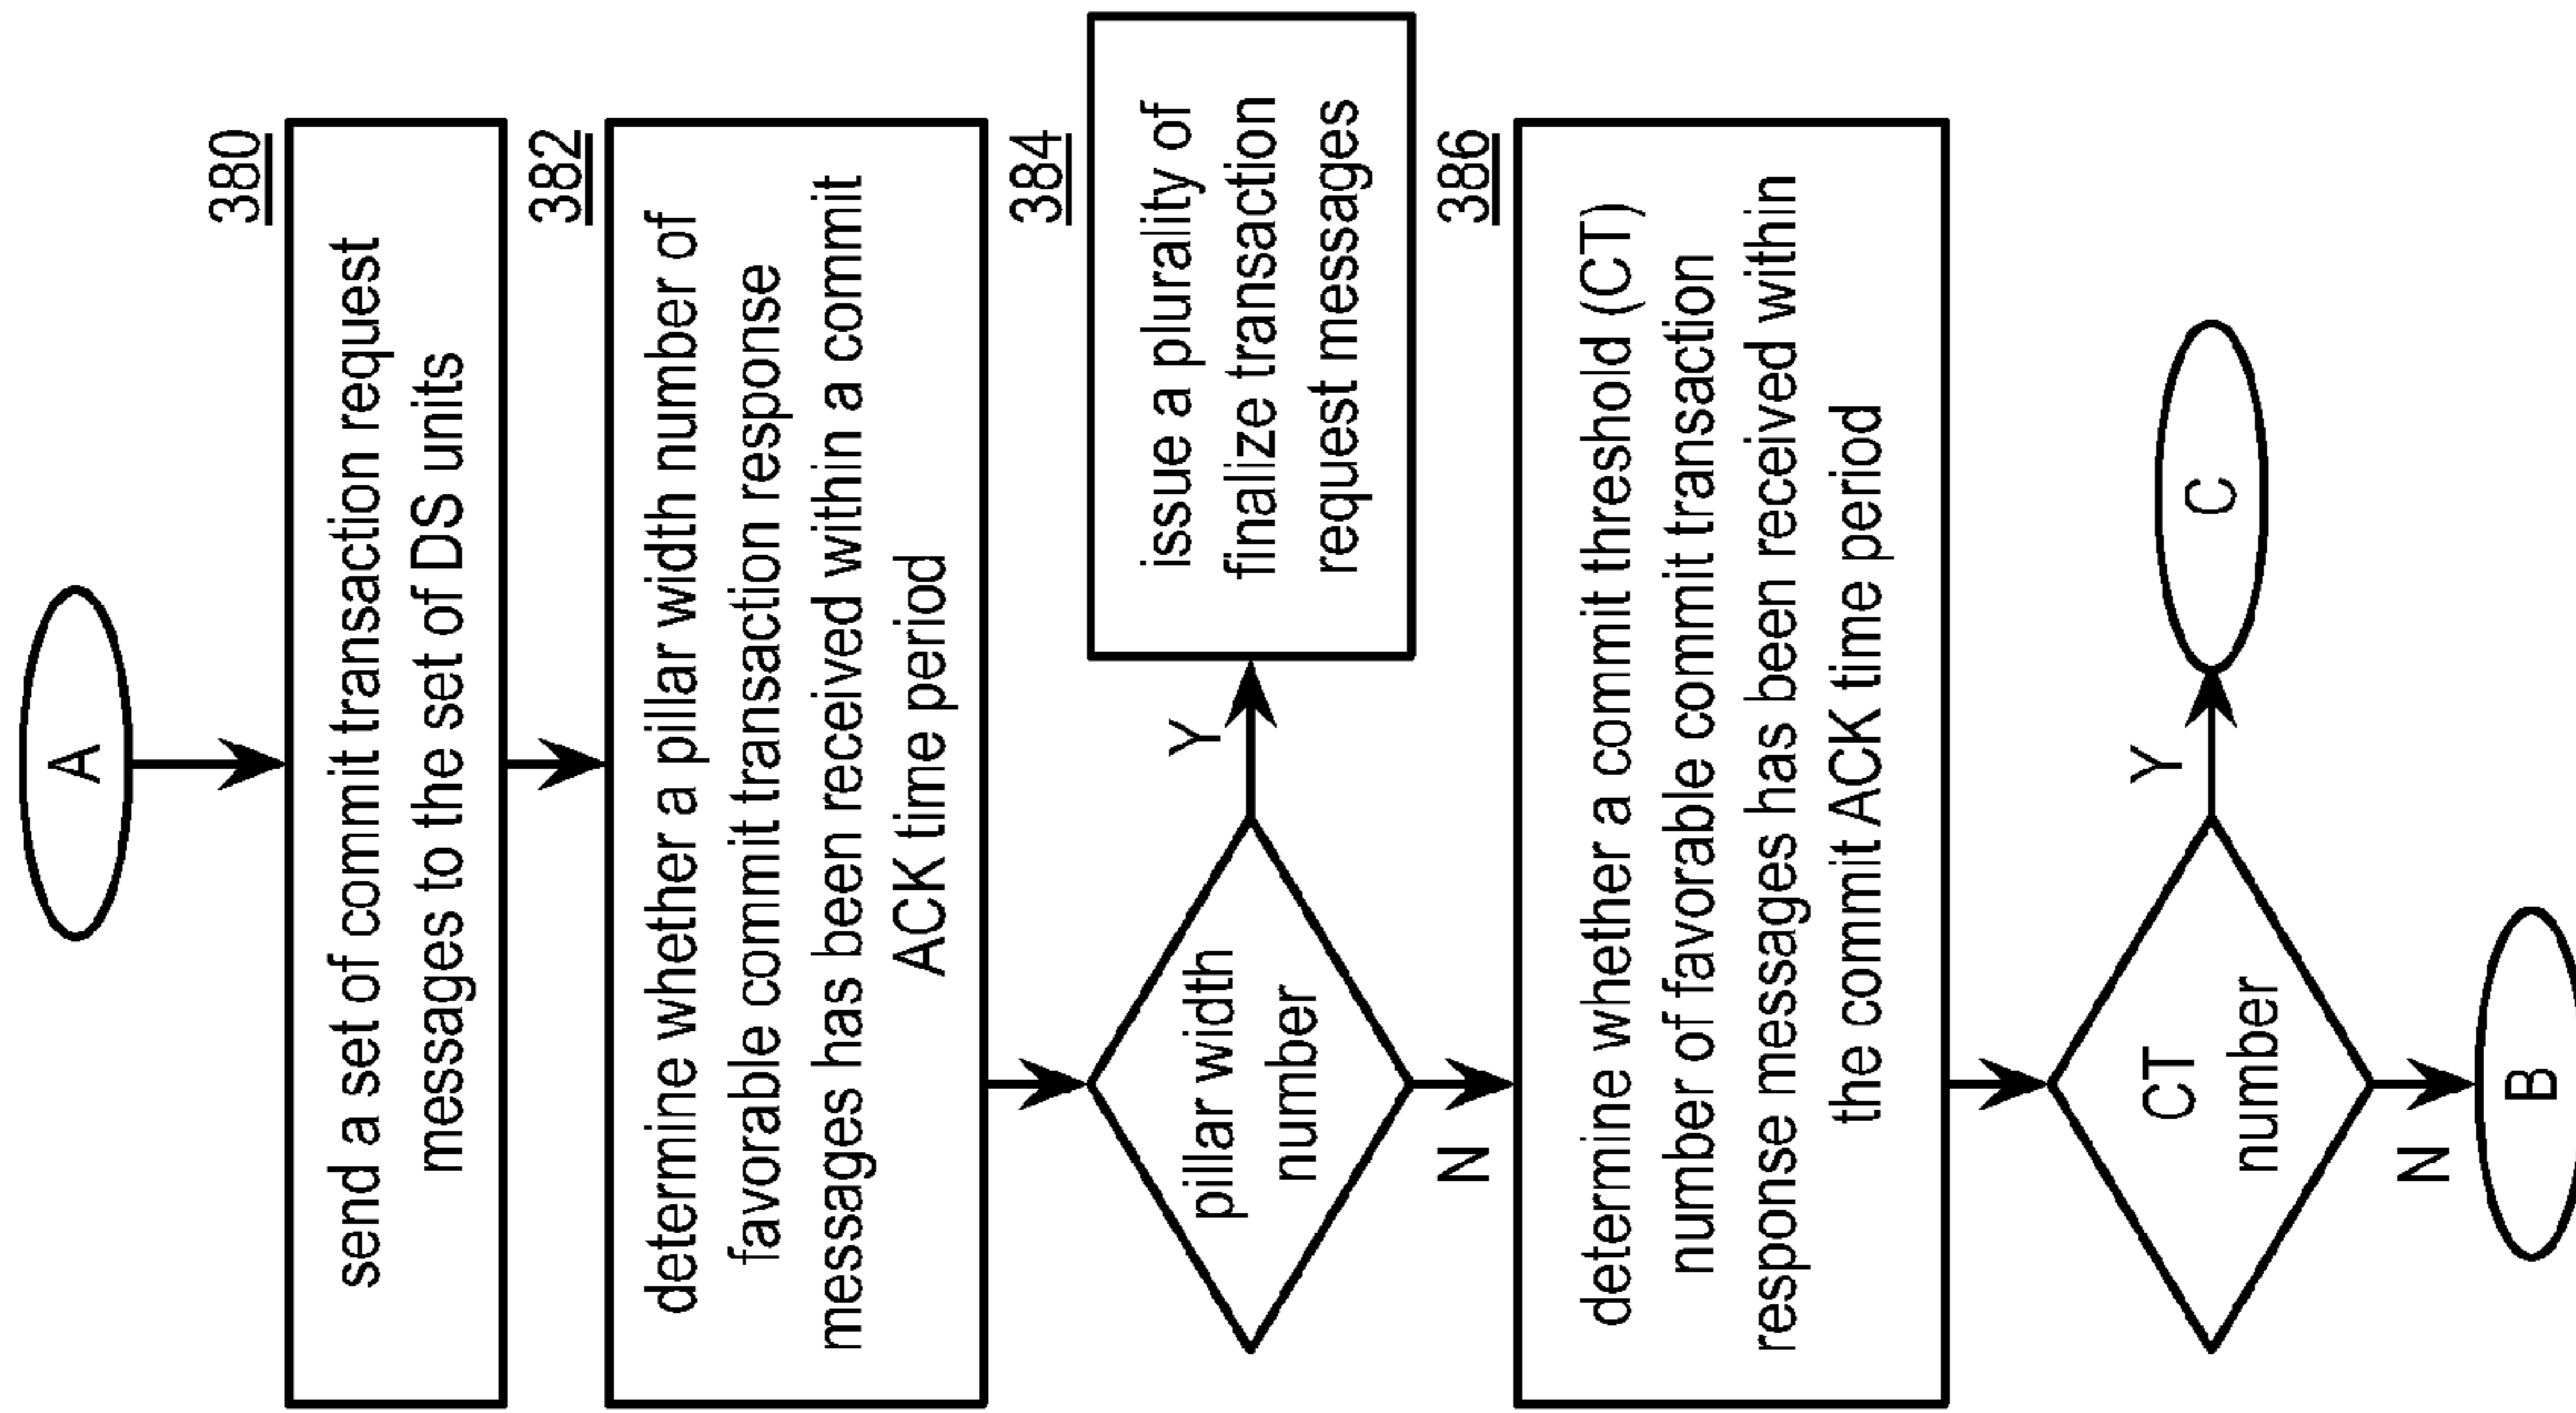 A
380
send a set of commit transaction request
messages to the set of DS units
382
determine whether a pillar width number of
favorable commit transaction response
messages has been received within a commit
ACK time period
384
pillar width
number
Y
issue a plurality of
finalize transaction
request messages
N
386
determine whether a commit threshold (CT)
number of favorable commit transaction
response messages has been received within
the commit ACK time period
CT
number
Y
C
N
B